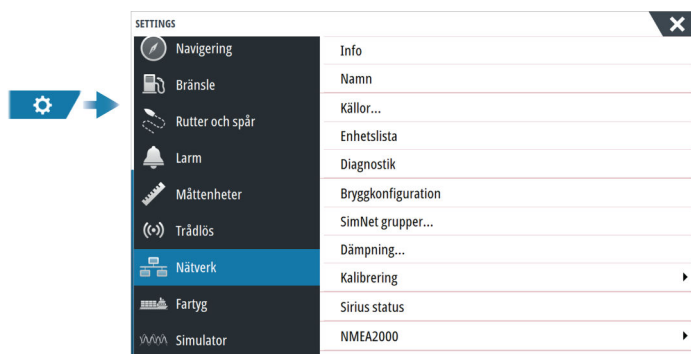 SETTINGS
Navigering
Bränsle
Rutter och spår
Larm
Måttenheter
Trådlös
Nätverk
Fartyg
Simulator
Info
Namn
Källor...
Enhetslista
Diagnostik
Bryggkonfiguration
SimNet grupper...
Dämpning...
Kalibrering
Sirius status
NMEA2000